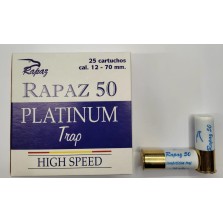 Rapaz
25 cartuchos
cal. 12 - 70 mm.
RAPAZ 50
PLATINUM
Trap
HIGH SPEED
Rapaz 50